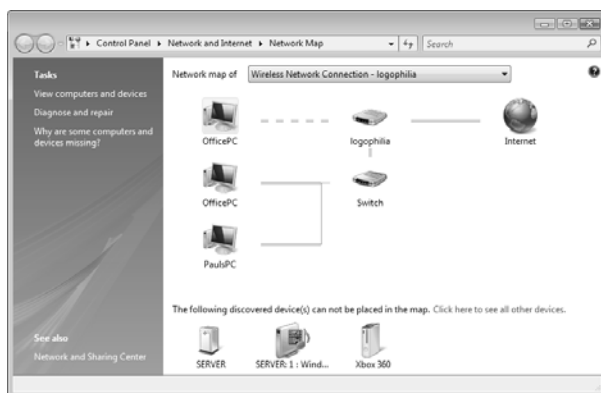 Control Panel ▸ Network and Internet ▸ Network Map
Search
Tasks
View computers and devices
Diagnose and repair
Why are some computers and
devices missing?
Network map of
Wireless Network Connection - logophilia
OfficePC
logophilia
Internet
OfficePC
Switch
PaulsPC
The following discovered device(s) can not be placed in the map. Click here to see all other devices.
SERVER
SERVER: 1 : Wind...
Xbox 360
See also
Network and Sharing Center